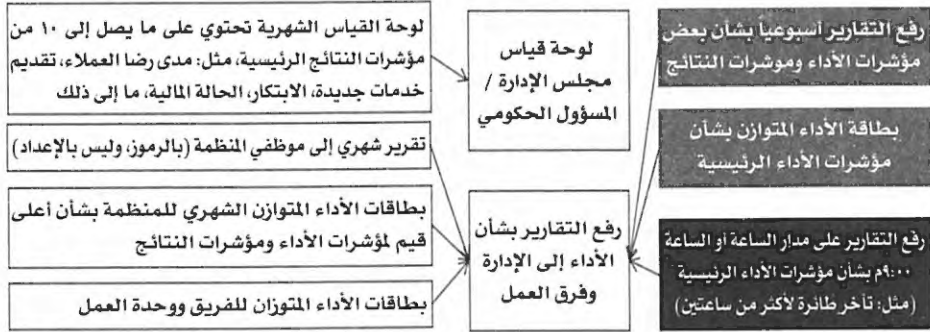 رفع التقارير أسبوعياً بشأن بعض
مؤشرات الأداء وموشرات النتائج
بطاقة الأداء المتوازن بشأن
مؤشرات الأداء الرئيسية
رفع التقارير على مدار الساعة أو الساعة
٩:٠٠م بشأن مؤشرات الأداء الرئيسية
(مثل: تأخر طائرة لأكثر من ساعتين)
لوحة قياس
مجلس الإدارة /
المسؤول الحكومي
رفع التقارير بشأن
الأداء إلى الإدارة
وفرق العمل
لوحة القياس الشهرية تحتوي على ما يصل إلى ١٠ من
مؤشرات النتائج الرئيسية، مثل: مدى رضا العملاء، تقديم
خدمات جديدة، الابتكار، الحالة المالية، ما إلى ذلك
تقرير شهري إلى موظفي المنظمة (بالرموز، وليس بالإعداد)
بطاقات الأداء المتوازن الشهري للمنظمة بشأن أعلى
قيم لمؤشرات الأداء ومؤشرات النتائج
بطاقات الأداء المتوزان للفريق ووحدة العمل